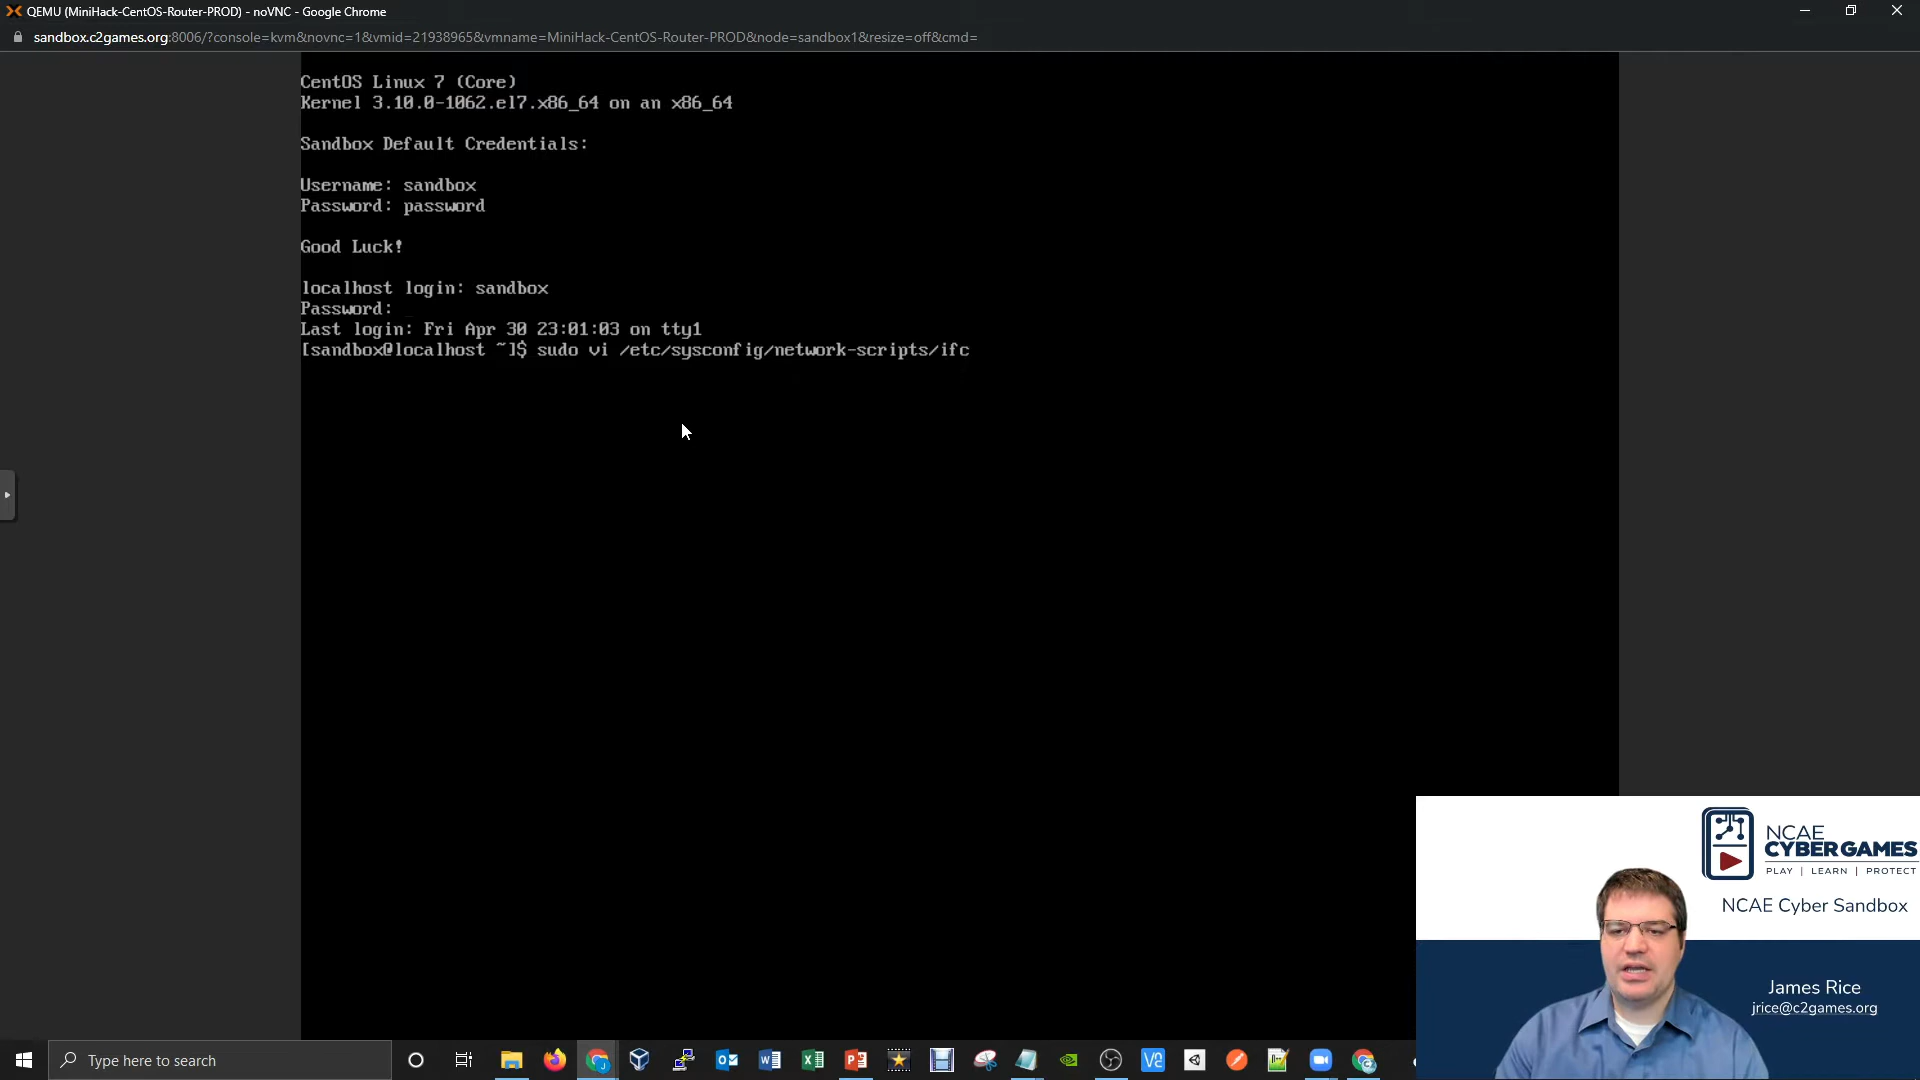 QEMU (MiniHack-CentOS-Router-PROD) - noVNC - Google Chrome
sandbox.c2games.org:8006/?console=kvm&novnc=1&vmid=21938965&vmname=MiniHack-CentOS-Router-PROD&node=sandbox1&resize=off&cmd=
CentOS Linux 7 (Core)
Kernel 3.10.0-1062.el7.x86_64 on an x86_64
Sandbox Default Credentials:
Username: sandbox
Password: password
Good Luck!
localhost login: sandbox
Password:
Last login: Fri Apr 30 23:01:03 on tty1
[sandbox@localhost ~]$ sudo vi /etc/sysconfig/network-scripts/ifc
NCAE
CYBERGAMES
PLAY | LEARN | PROTECT
NCAE Cyber Sandbox
James Rice
jrice@c2games.org
Type here to search